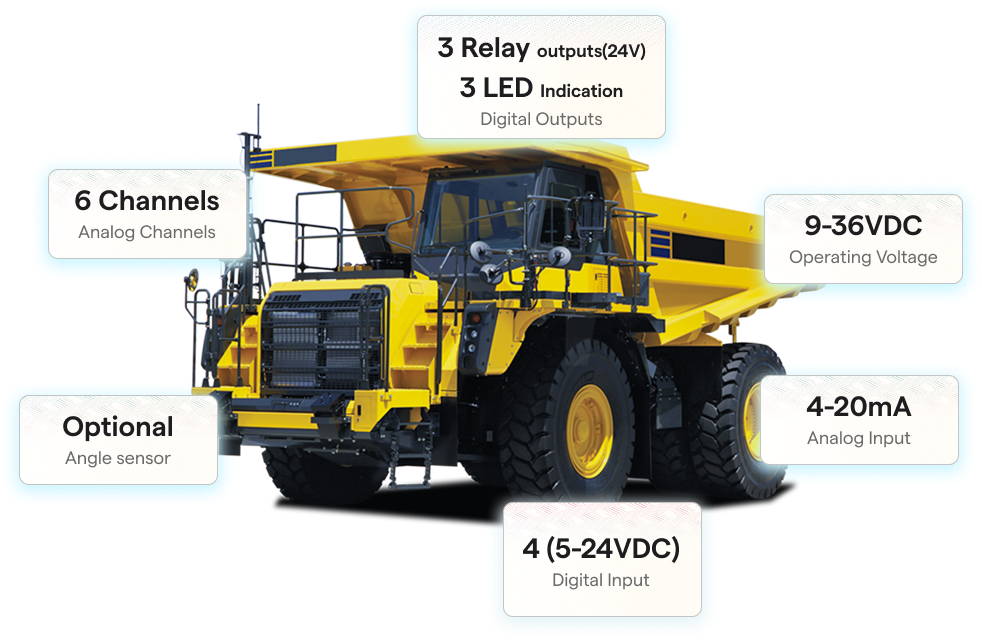 3 Relay outputs(24V)
3 LED Indication
Digital Outputs
6 Channels
Analog Channels
9-36VDC
Operating Voltage
Optional
Angle sensor
4-20mA
Analog Input
4 (5-24VDC)
Digital Input